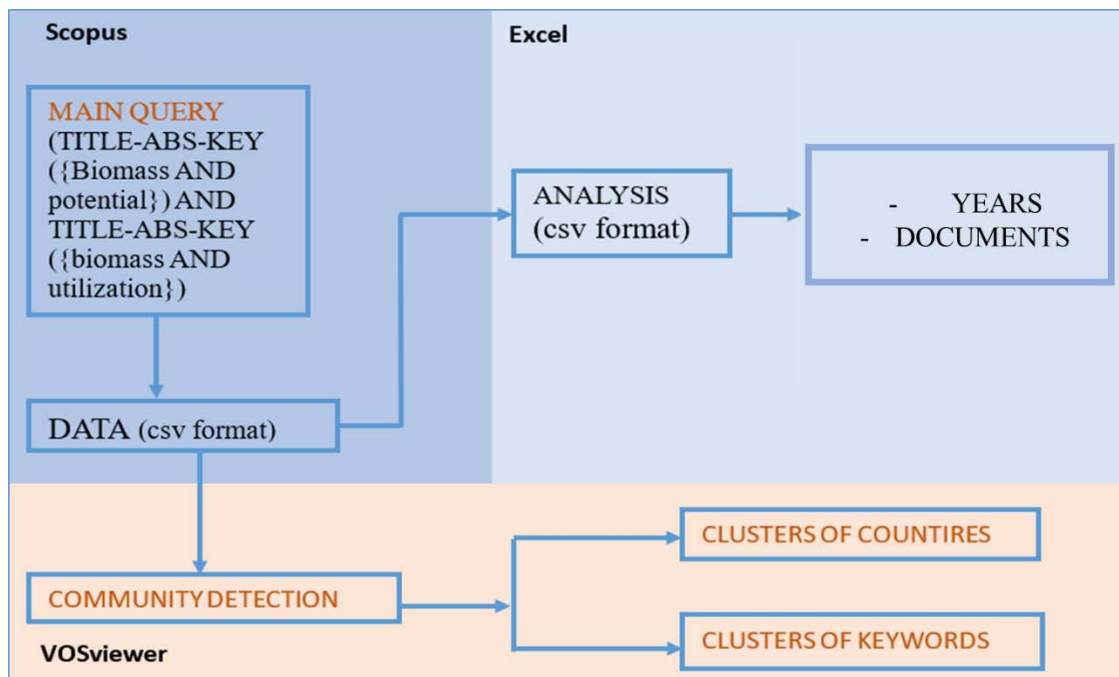 Scopus
MAIN QUERY
(TITLE-ABS-KEY
({Biomass AND
potential}) AND
TITLE-ABS-KEY
({biomass AND
utilization})
DATA (csv format)
Excel
ANALYSIS
(csv format)
- YEARS
- DOCUMENTS
COMMUNITY DETECTION
CLUSTERS OF COUNTIRES
CLUSTERS OF KEYWORDS
VOSviewer